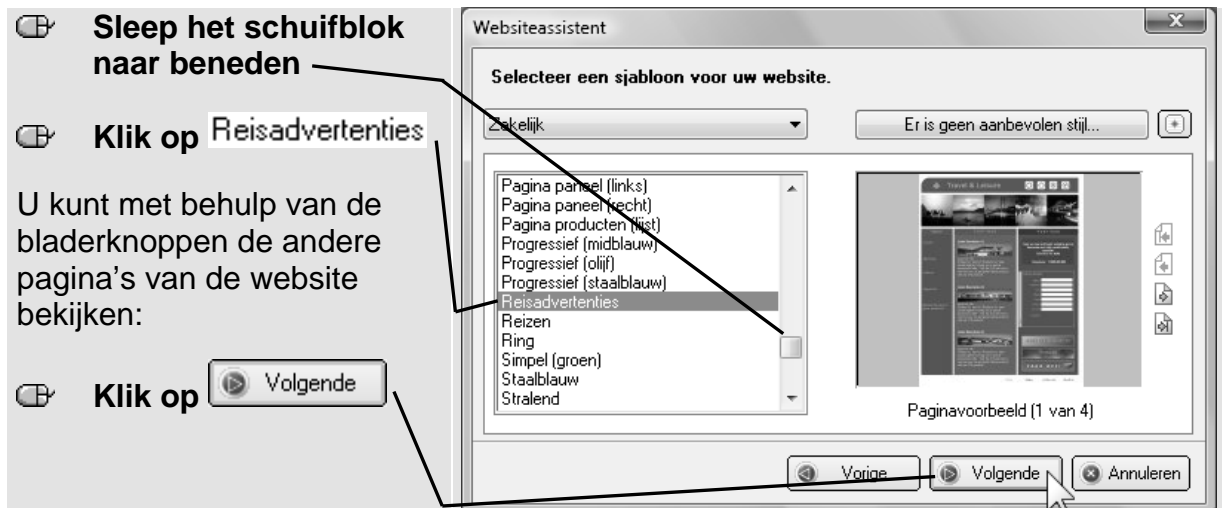 Sleep het schuifblok
naar beneden
Klik op Reisadvertenties
U kunt met behulp van de
bladerknoppen de andere
pagina's van de website
bekijken:
Klik op Volgende
Websiteassistent
Selecteer een sjabloon voor uw website.
Zakelijk
Er is geen aanbevolen stijl...
Pagina paneel (links)
Pagina paneel (recht)
Pagina producten (lijst)
Progressief (midblauw)
Progressief (olijf)
Progressief (staalblauw)
Reisadvertenties
Reizen
Ring
Simpel (groen)
Staalblauw
Stralend
Travel & Leisure
Paginavoorbeeld (1 van 4)
Vorige
Volgende
Annuleren